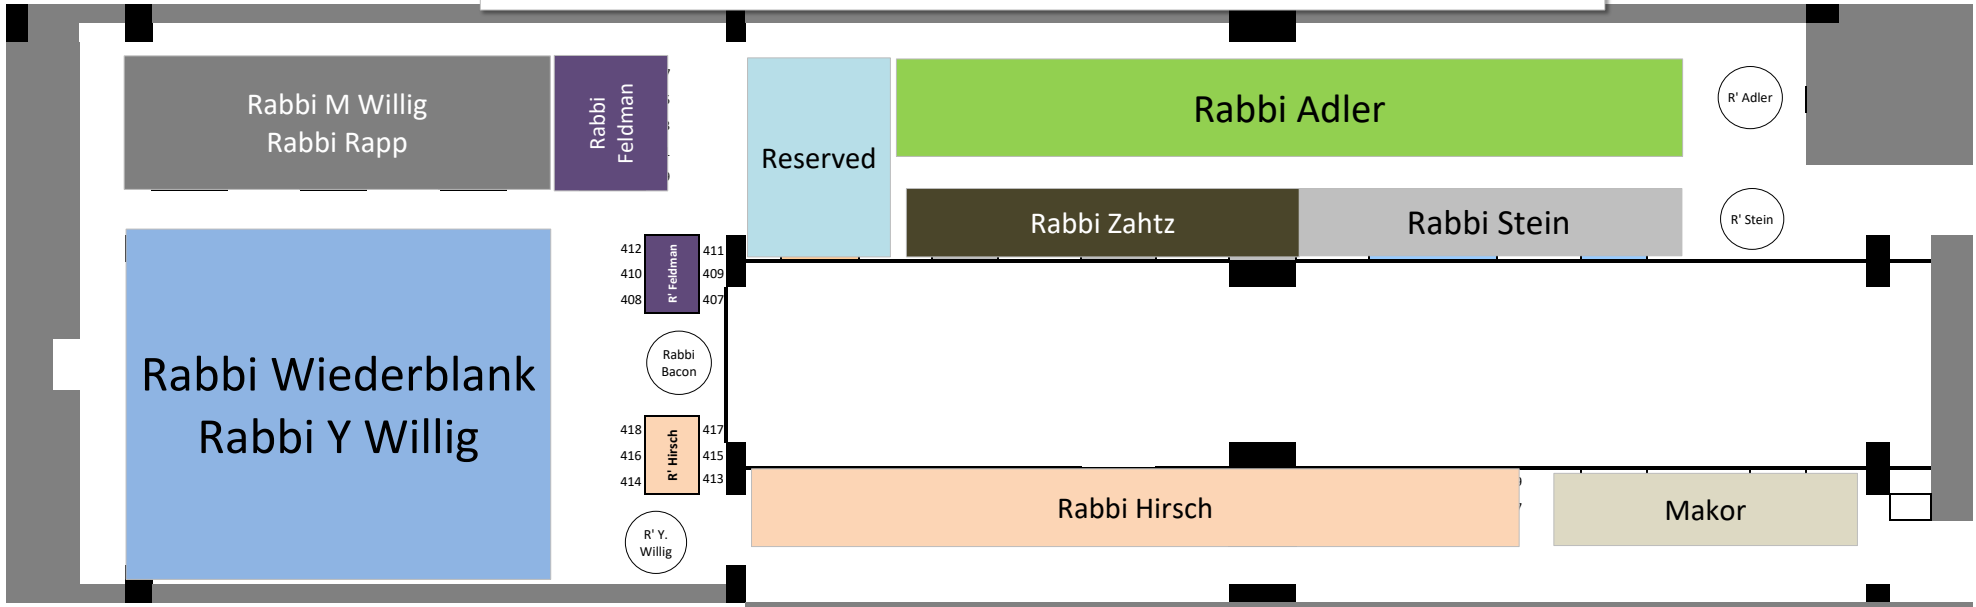 Rabbi M Willig
Rabbi Rapp
Rabbi
Feldman
Reserved
Rabbi Adler
R' Adler
Rabbi Zahtz
Rabbi Stein
R' Stein
412
410
408
R' Feldman
411
409
407
Rabbi Wiederblank
Rabbi Y Willig
Rabbi
Bacon
418
416
414
R' Hirsch
417
415
413
R' Y.
Willig
Rabbi Hirsch
Makor